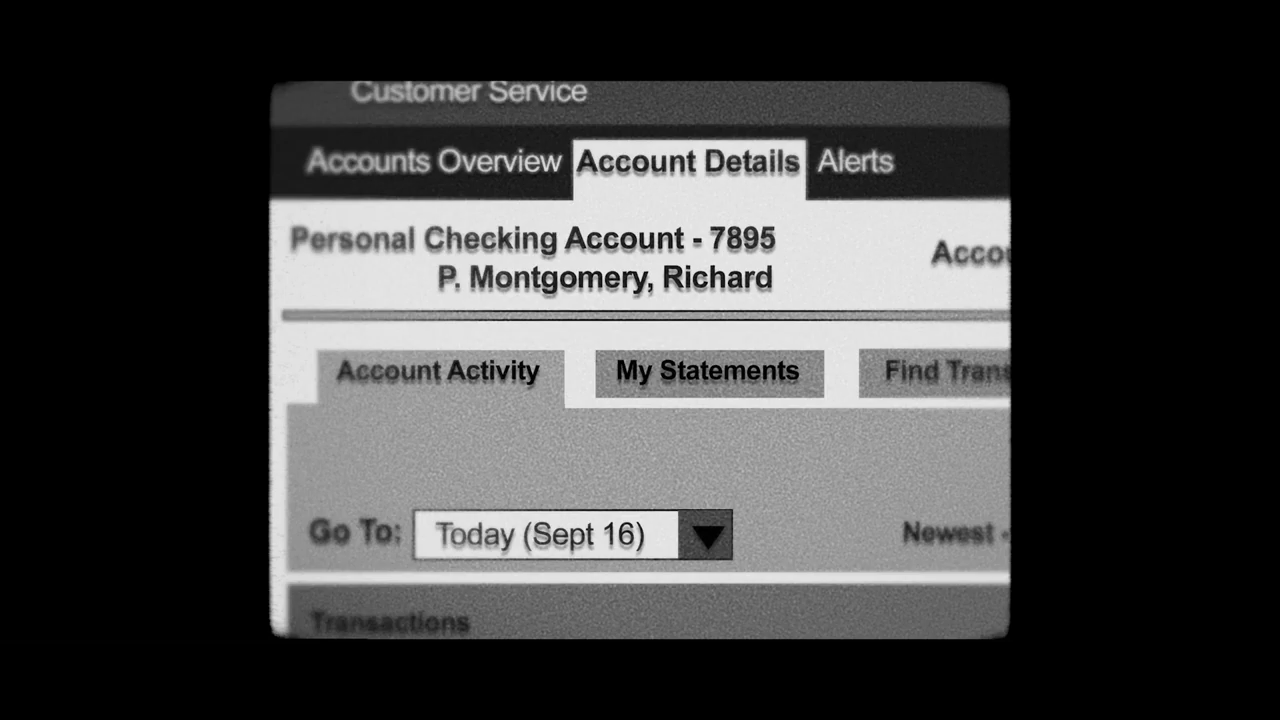 Customer Service
Accounts Overview Account Details Alerts
Personal Checking Account - 7895
P. Montgomery, Richard
Account Activity My Statements Find
Go To: Today (Sept 16) Newest -
Transactions